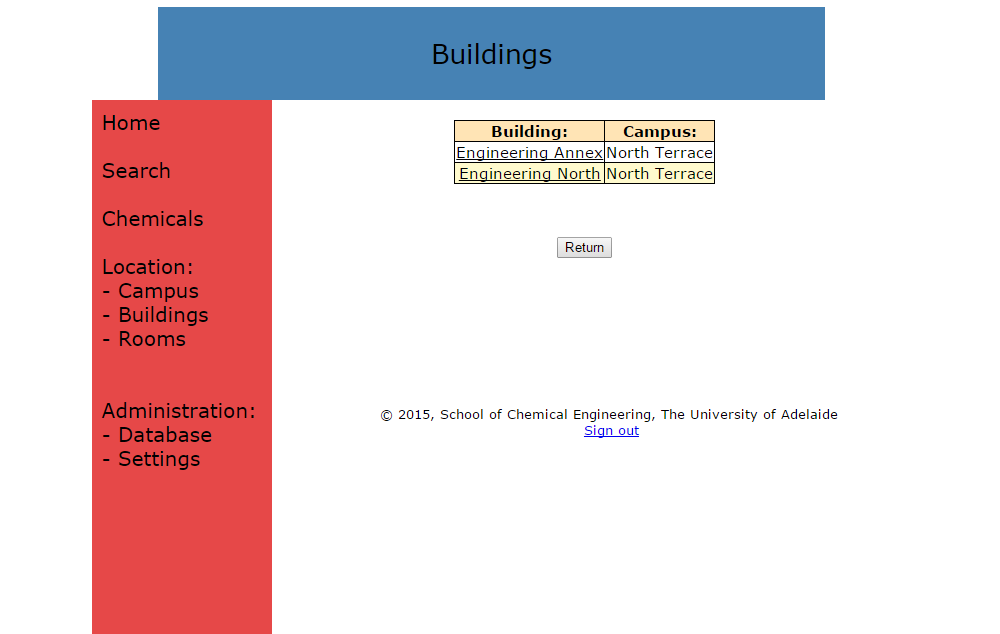 Buildings
Home
Search
Chemicals
Location:
- Campus
- Buildings
- Rooms
Administration:
- Database
- Settings
Building: Campus:
Engineering Annex North Terrace
Engineering North North Terrace
Return
© 2015, School of Chemical Engineering, The University of Adelaide
Sign out